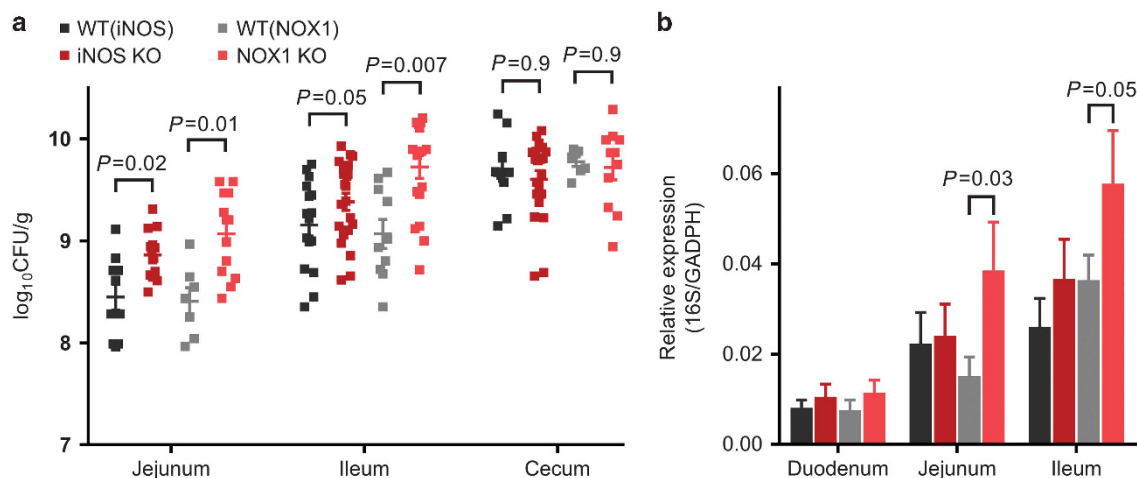 a
WT(iNOS) WT(NOX1)
iNOS KO NOX1 KO
P=0.02
P=0.01
P=0.05
P=0.007
P=0.9
P=0.9
log10CFU/g
10
9
8
7
Jejunum Ileum Cecum
b
P=0.03
P=0.05
Relative expression
(16S/GADPH)
0.06
0.04
0.02
0.00
Duodenum Jejunum Ileum